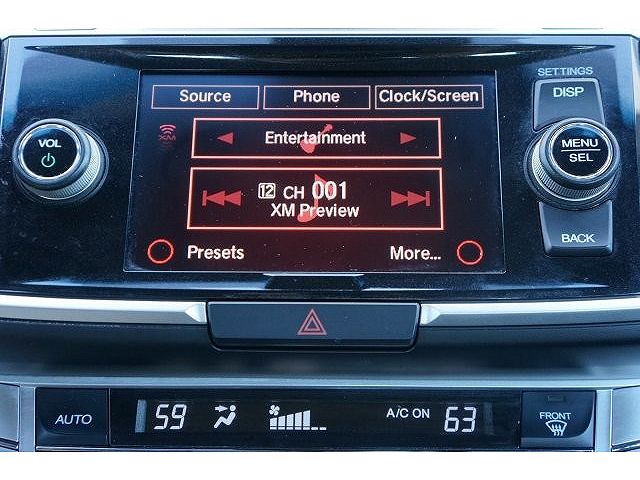 SETTINGS
Source Phone Clock/Screen DISP
VOL XM Entertainment MENU
SEL
12 CH 001
XM Preview
Presets More... BACK
AUTO 59 A/C ON 63 FRONT